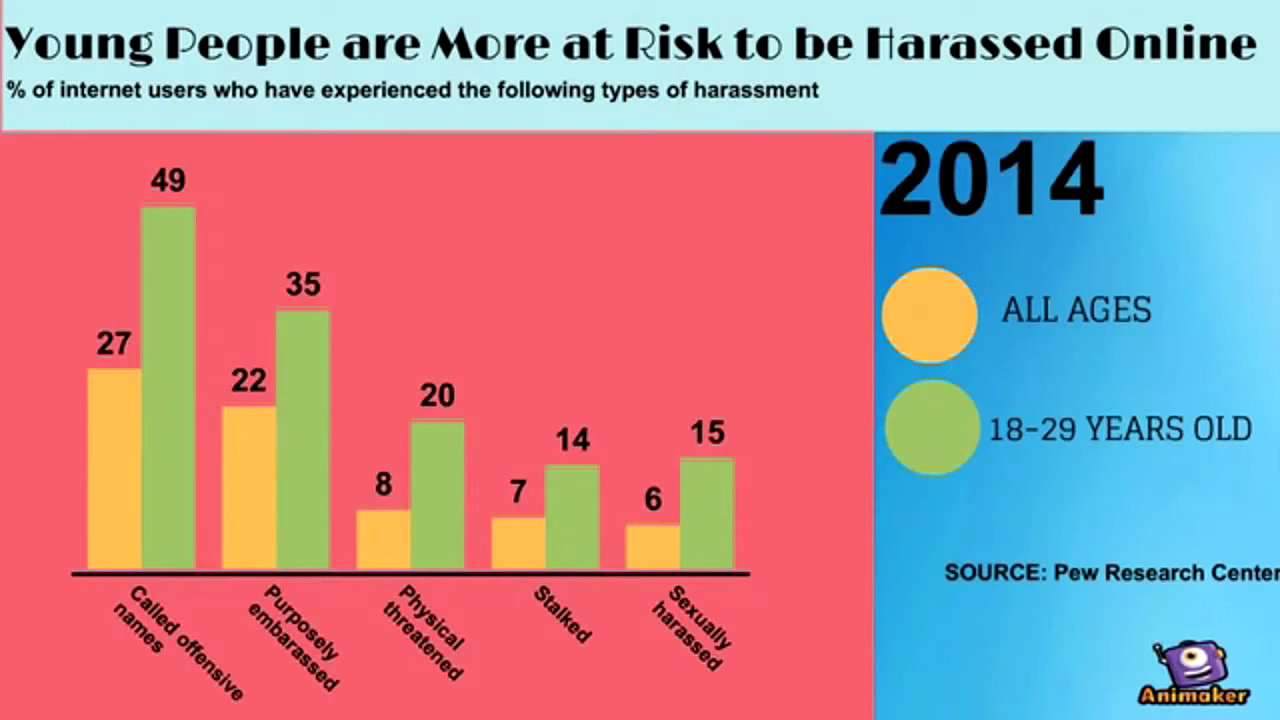 Young People are More at Risk to be Harassed Online
% of internet users who have experienced the following types of harassment
2014
ALL AGES
18-29 YEARS OLD
49
27
35
22
20
8
14
7
15
6
Called offensive
names
Purposely
embarassed
Physical
threatened
Stalked
Sexually
harassed
SOURCE: Pew Research Center
Animaker